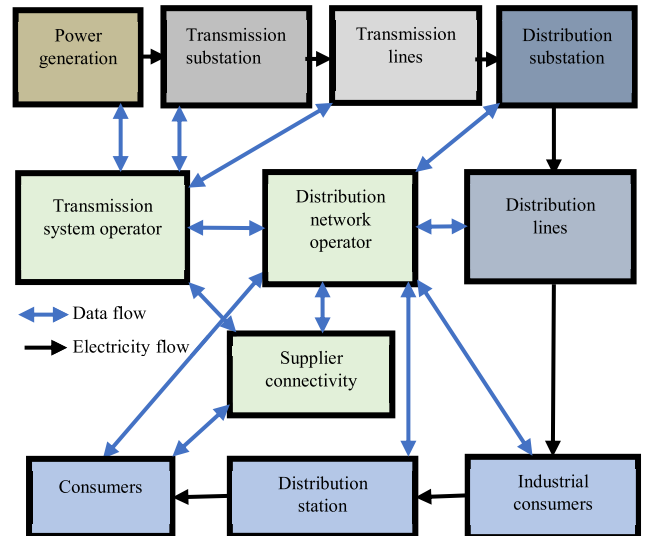 Power
generation
Transmission
substation
Transmission
lines
Distribution
substation
Transmission
system operator
Distribution
network
operator
Distribution
lines
Data flow
Electricity flow
Supplier
connectivity
Consumers
Distribution
station
Industrial
consumers